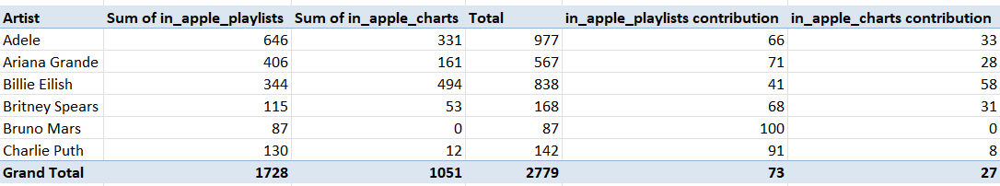 Artist Sum of in_apple_playlists Sum of in_apple_charts Total in_apple_playlists contribution in_apple_charts contribution
Adele 646 331 977 66 33
Ariana Grande 406 161 567 71 28
Billie Eilish 344 494 838 41 58
Britney Spears 115 53 168 68 31
Bruno Mars 87 0 87 100 0
Charlie Puth 130 12 142 91 8
Grand Total 1728 1051 2779 73 27